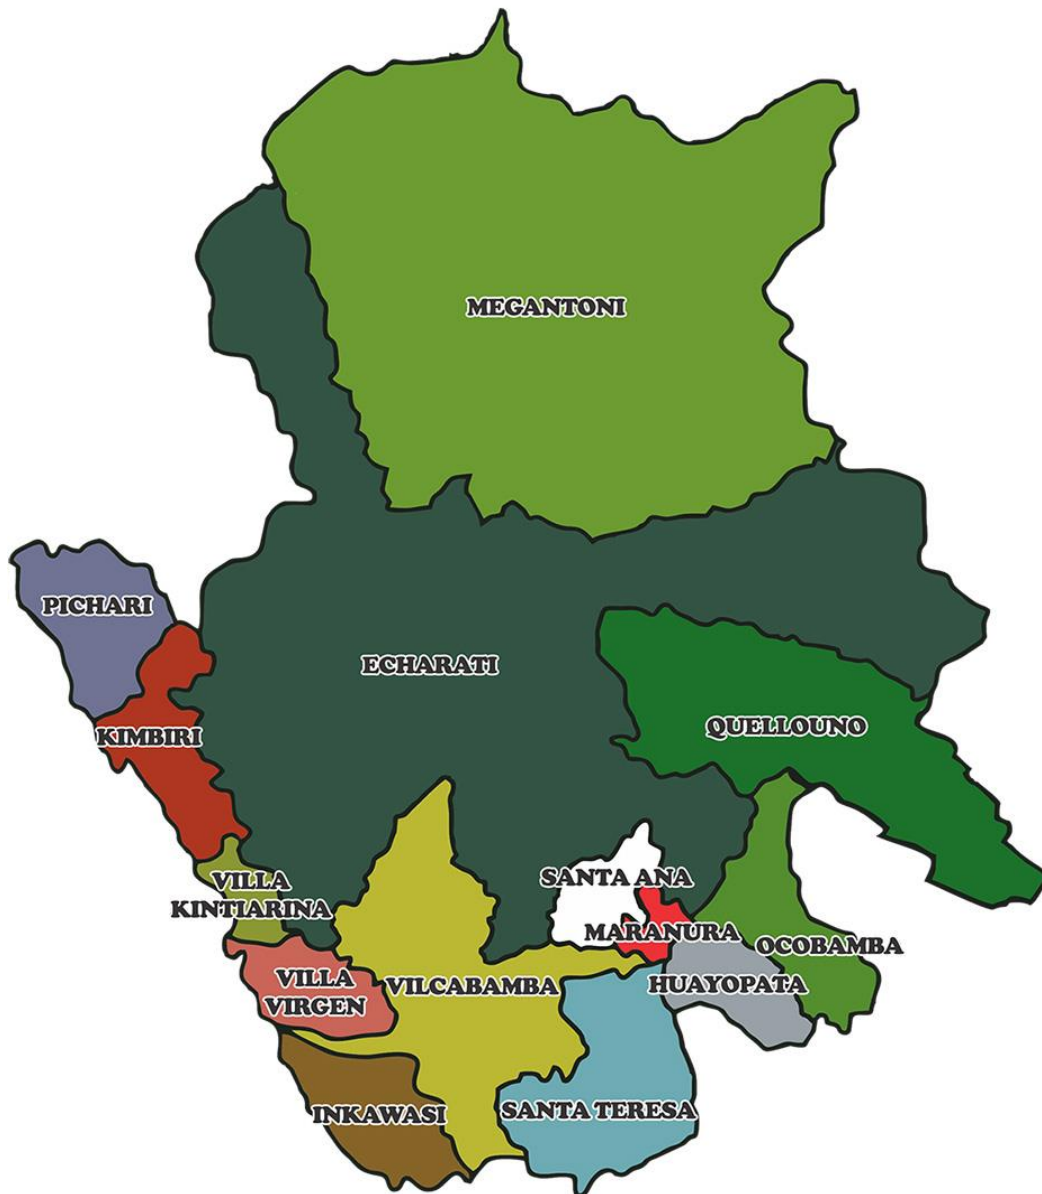 MEGANTONI
PICHARI
ECHARATI
QUELLOUNO
KIMBIRI
VILLA
KINTIARINA
SANTA ANA
MARANURA
OCOBAMBA
VILLA
VIRGEN
VILCABAMBA
HUAYOPATA
INKAWASI
SANTA TERESA